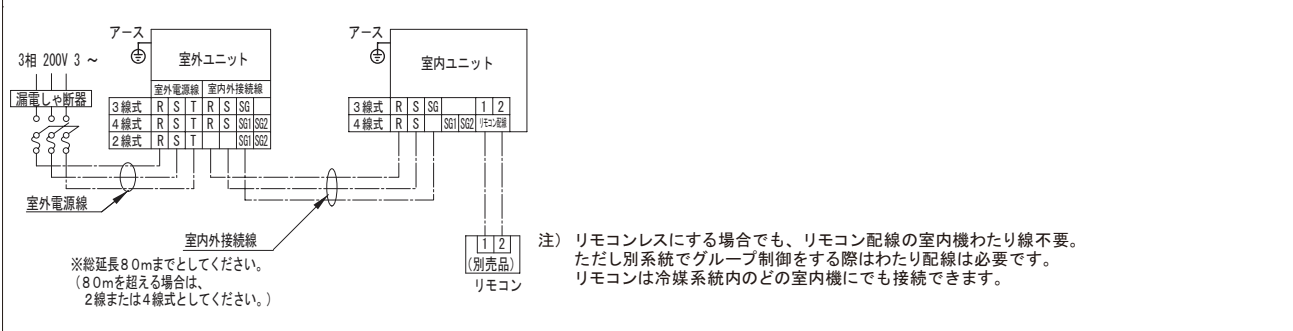 アース
アース
3相 200V 3 ～
室外ユニット
室内ユニット
漏電しゃ断器
室外電源線 室内外接続線
3線式 R S T R S SG
4線式 R S T R S SG1 SG2
2線式 R S T SG1 SG2
3線式 R S SG 1 2
4線式 R S SG1 SG2 リモコン配線
室外電源線
室内外接続線
※総延長80mまでとしてください。
（80mを超える場合は、
2線または4線式としてください。）
1 2
(別売品)
リモコン
注） リモコンレスにする場合でも、リモコン配線の室内機わたり線不要。
ただし別系統でグループ制御をする際はわたり配線は必要です。
リモコンは冷媒系統内のどの室内機にでも接続できます。